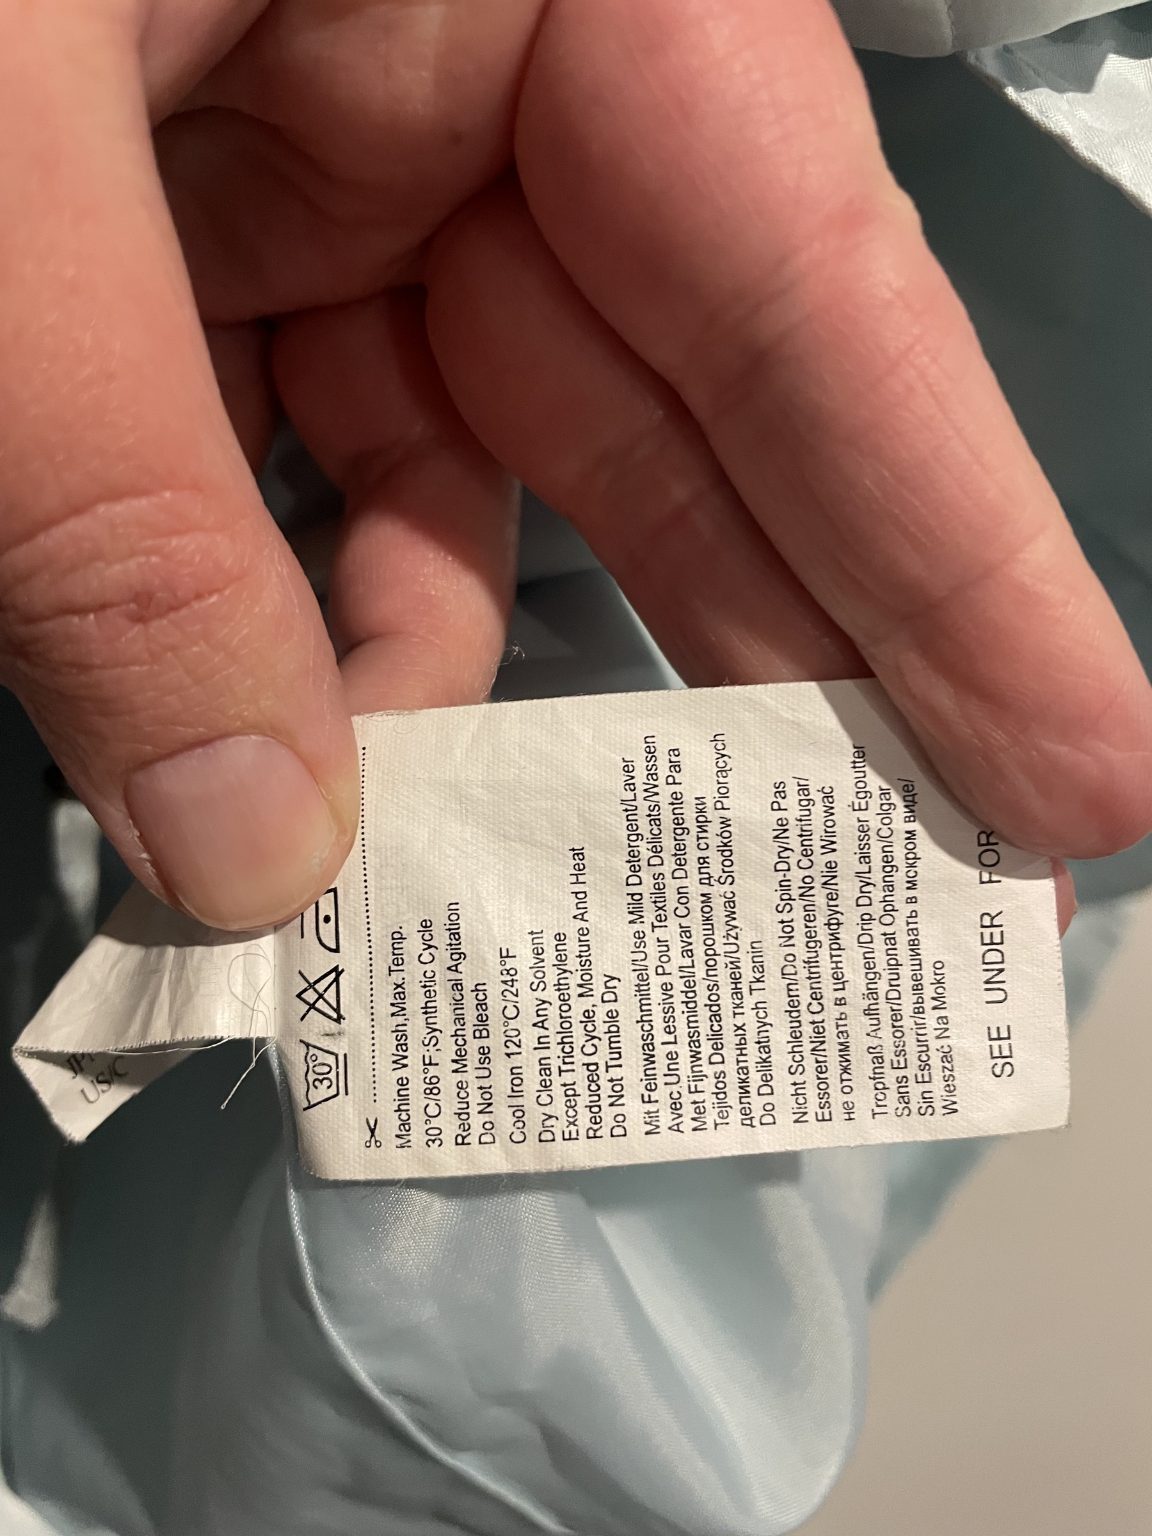 30°
Machine Wash,Max.Temp.
30°C/86°F,Synthetic Cycle
Reduce Mechanical Agitation
Do Not Use Bleach
Cool Iron 120°C/248°F
Dry Clean In Any Solvent
Except Trichloroethylene
Reduced Cycle, Moisture And Heat
Do Not Tumble Dry
Mit Feinwaschmittel/Use Mild Detergent/Laver
Avec.Une Lessive Pour Textiles Délicats/Wassen
Met Fijnwasmiddel/Lavar Con Detergente Para
Tejidos Delicados/порошком для стирки
деликатных тканей/Używać Środków Piorących
Do Delikatnych Tkanin
Nicht Schleudern/Do Not Spin-Dry/Ne Pas
Essorer/Niet Centrifugeren/No Centrifugar/
не отжимать в центрифуге/Nie Wirować
Tropfnaß Aufhängen/Drip Dry/Laisser Égoutter
Sans Essorer/Druipnat Ophangen/Colgar
Sin Escurrir/вывешивать в мокром виде/
Wieszać Na Mokro
SEE UNDER FOR
US/C